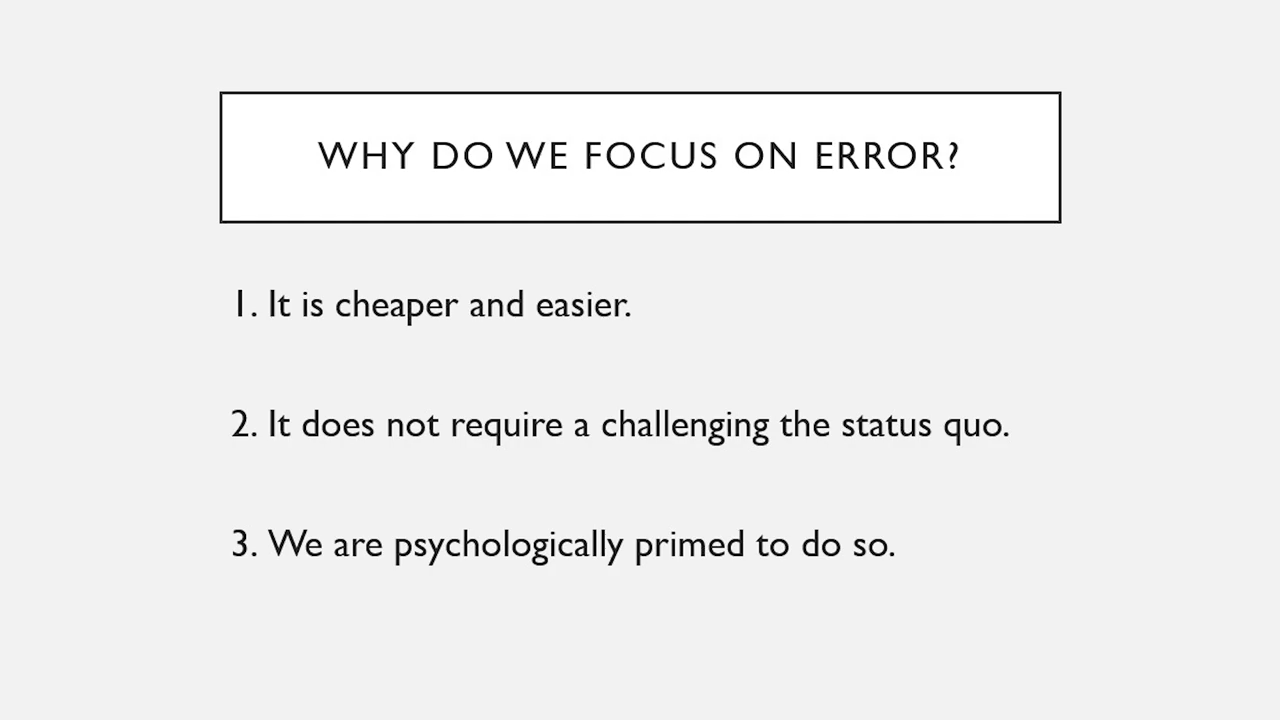 WHY DO WE FOCUS ON ERROR?
1. It is cheaper and easier.
2. It does not require a challenging the status quo.
3. We are psychologically primed to do so.